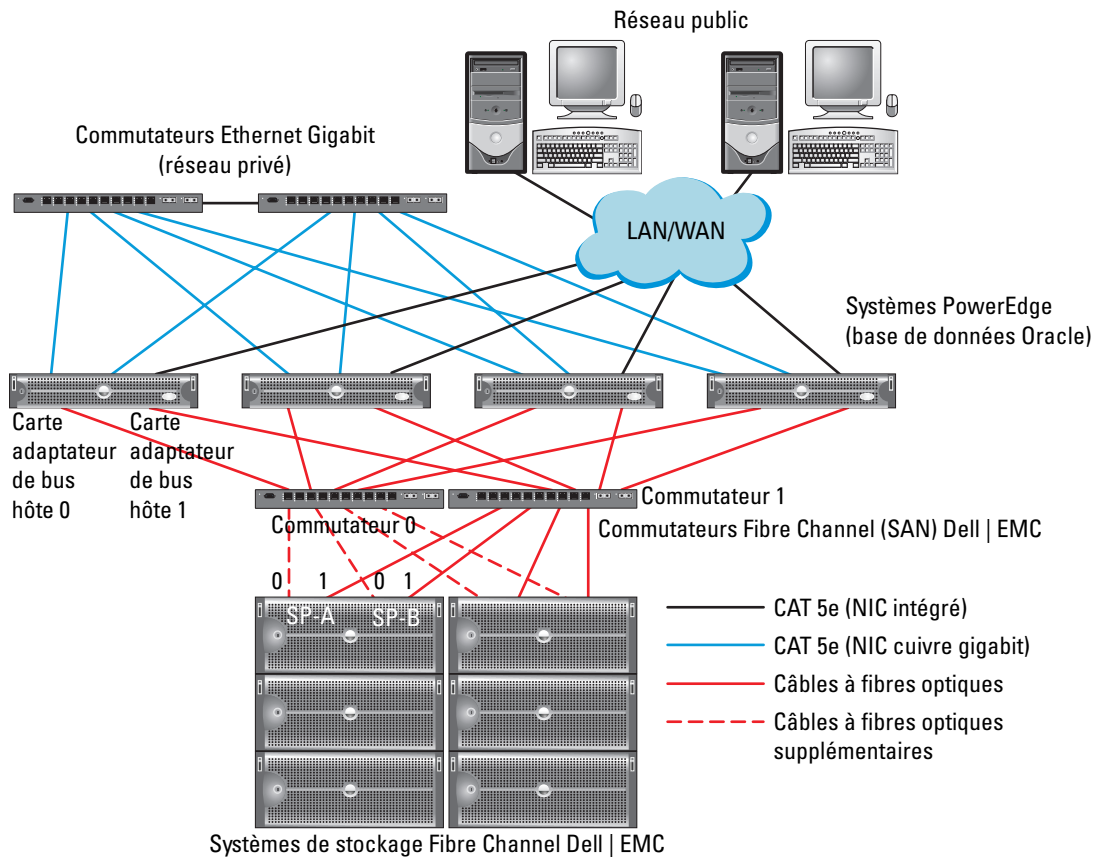 Réseau public
Commutateurs Ethernet Gigabit
(réseau privé)
LAN/WAN
Systèmes PowerEdge
(base de données Oracle)
Carte
adaptateur
de bus
hôte 0
Carte
adaptateur
de bus
hôte 1
Commutateur 0
Commutateur 1
Commutateurs Fibre Channel (SAN) Dell | EMC
0 1 0 1
SP-A SP-B
CAT 5e (NIC intégré)
CAT 5e (NIC cuivre gigabit)
Câbles à fibres optiques
Câbles à fibres optiques
supplémentaires
Systèmes de stockage Fibre Channel Dell | EMC